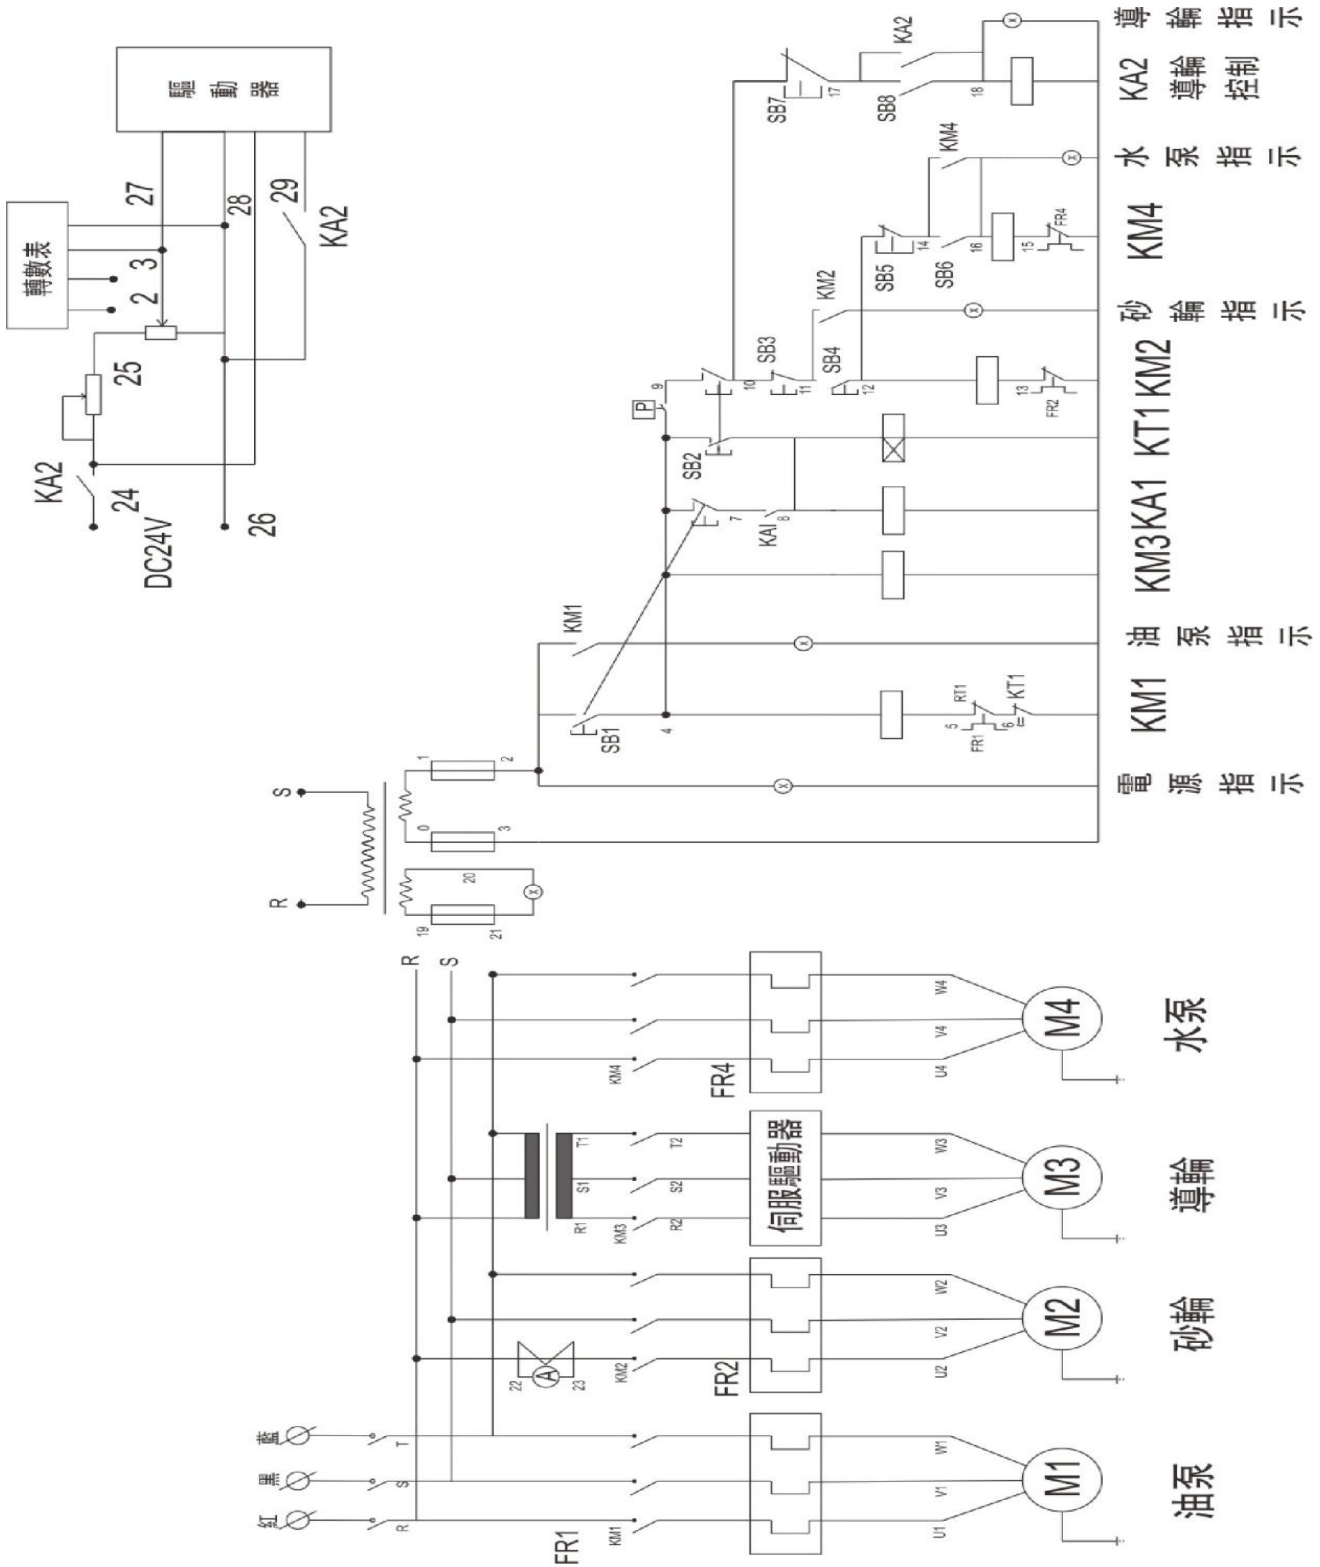 紅
黑
藍
R
S
T
R
S
FR1
KM1
U1
V1
W1
M1
油泵
22
A
23
KM2
FR2
U2
V2
W2
M2
砂輪
R1
S1
T1
KM3
R2
S2
T2
伺服驅動器
U3
V3
W3
M3
導輪
KM4
FR4
U4
V4
W4
M4
水泵
R
S
19
20
21
0
1
3
2
SB1
KM1
4
5
FR1
RT1
6
KT1
SB2
7
KAI
8
P
9
10
SB3
11
SB4
12
KM2
13
FR2
SB5
14
SB6
16
KM4
15
FR4
SB7
17
SB8
KA2
18
電源指示
KM1
油泵指示
KM3
KA1
KT1
KM2
砂輪指示
KM4
水泵指示
KA2
導輪控制
導輪指示
DC24V
24
KA2
26
25
2
3
27
28
29
KA2
轉數表
驅動器